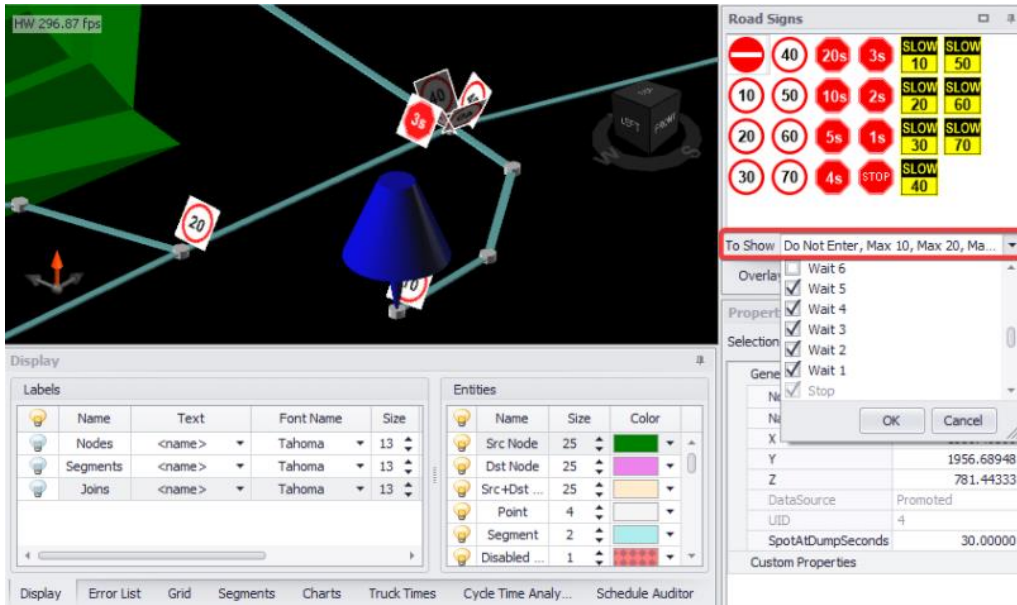 HW 296.87 fps
40
3s
20
LEFT
FRONT
W
S
Road Signs
40 20s 3s SLOW 10 SLOW 50
10 50 10s 2s SLOW 20 SLOW 60
20 60 5s 1s SLOW 30 SLOW 70
30 70 4s STOP SLOW 40
To Show Do Not Enter, Max 10, Max 20, Ma...
Wait 6
Wait 5
Wait 4
Wait 3
Wait 2
Wait 1
Stop
OK Cancel
Selection
X
Y 1956.68948
Z 781.44333
DataSource Promoted
UID 4
SpotAtDumpSeconds 30.00000
Custom Properties
Display
Labels
Name Text Font Name Size
Nodes <name> Tahoma 13
Segments <name> Tahoma 13
Joins <name> Tahoma 13
Entities
Name Size Color
Src Node 25
Dst Node 25
Src+Dst ... 25
Point 4
Segment 2
Disabled ... 1
Display Error List Grid Segments Charts Truck Times Cycle Time Analy... Schedule Auditor